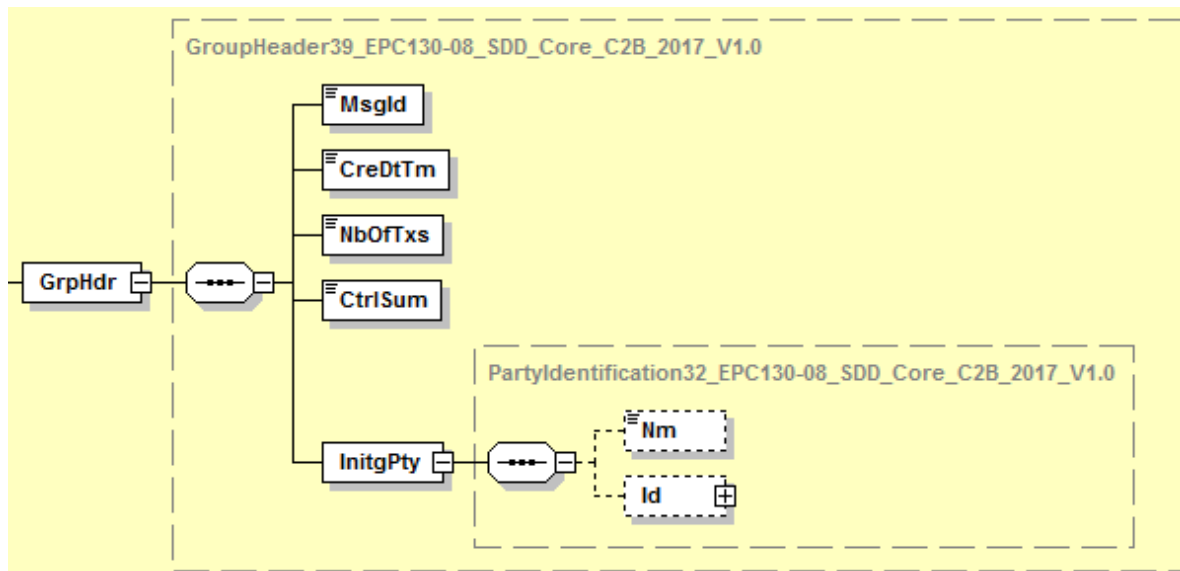 GroupHeader39_EPC130-08_SDD_Core_C2B_2017_V1.0
MsgId
CreDtTm
NbOfTxs
GrpHdr
CtrlSum
PartyIdentification32_EPC130-08_SDD_Core_C2B_2017_V1.0
Nm
InitgPty
Id